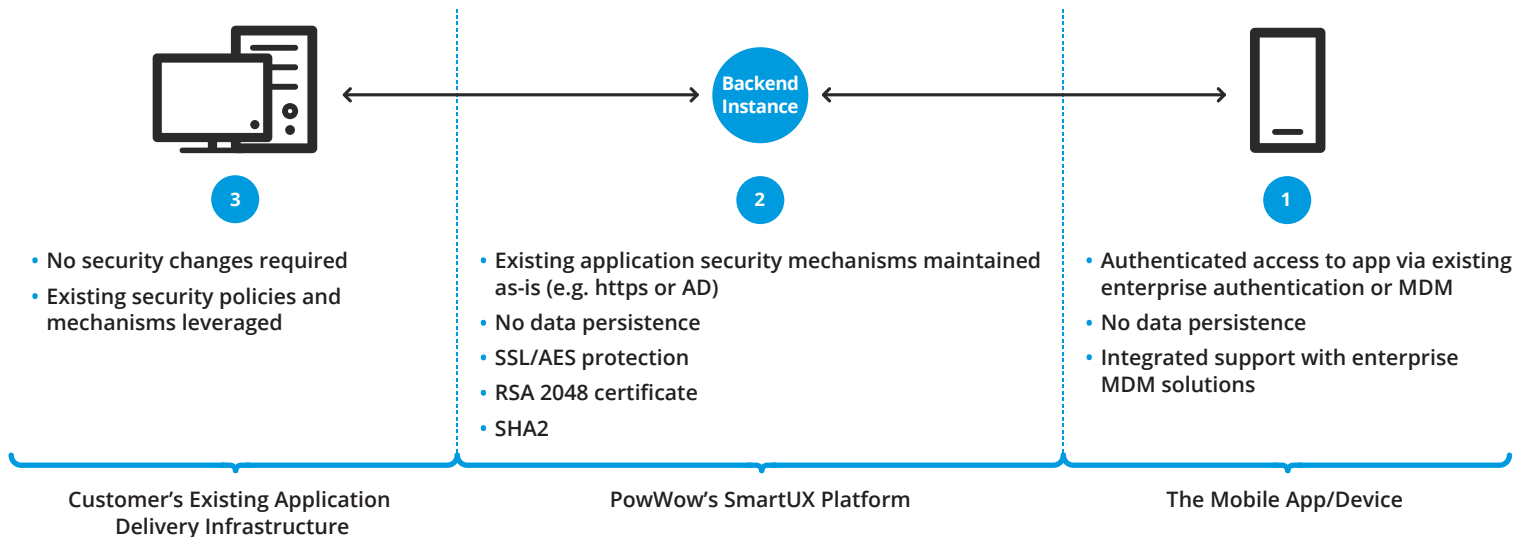 Backend
Instance
3
2
1
• No security changes required
• Existing security policies and
mechanisms leveraged
• Existing application security mechanisms maintained
as-is (e.g. https or AD)
• No data persistence
• SSL/AES protection
• RSA 2048 certificate
• SHA2
• Authenticated access to app via existing
enterprise authentication or MDM
• No data persistence
• Integrated support with enterprise
MDM solutions
Customer’s Existing Application
Delivery Infrastructure
PowWow’s SmartUX Platform
The Mobile App/Device